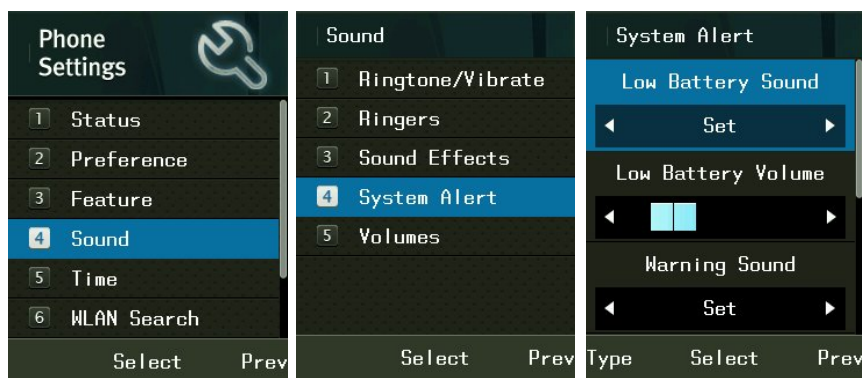 Phone
Settings
1 Status
2 Preference
3 Feature
4 Sound
5 Time
6 WLAN Search
Select Prev
Sound
1 Ringtone/Vibrate
2 Ringers
3 Sound Effects
4 System Alert
5 Volumes
Select Prev
System Alert
Low Battery Sound
Set
Low Battery Volume
Warning Sound
Set
Type Select Prev